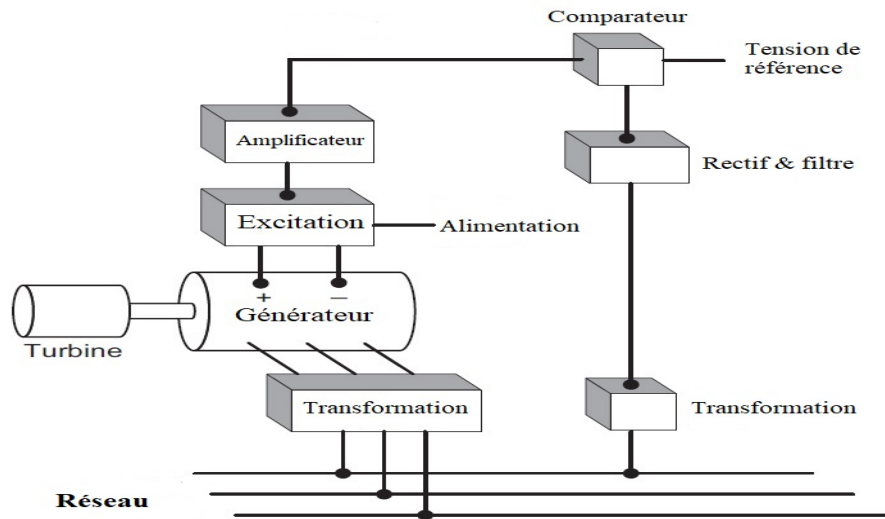 Comparateur
Tension de
référence
Amplificateur
Rectif & filtre
Excitation
Alimentation
+ –
Générateur
Turbine
Transformation
Transformation
Réseau